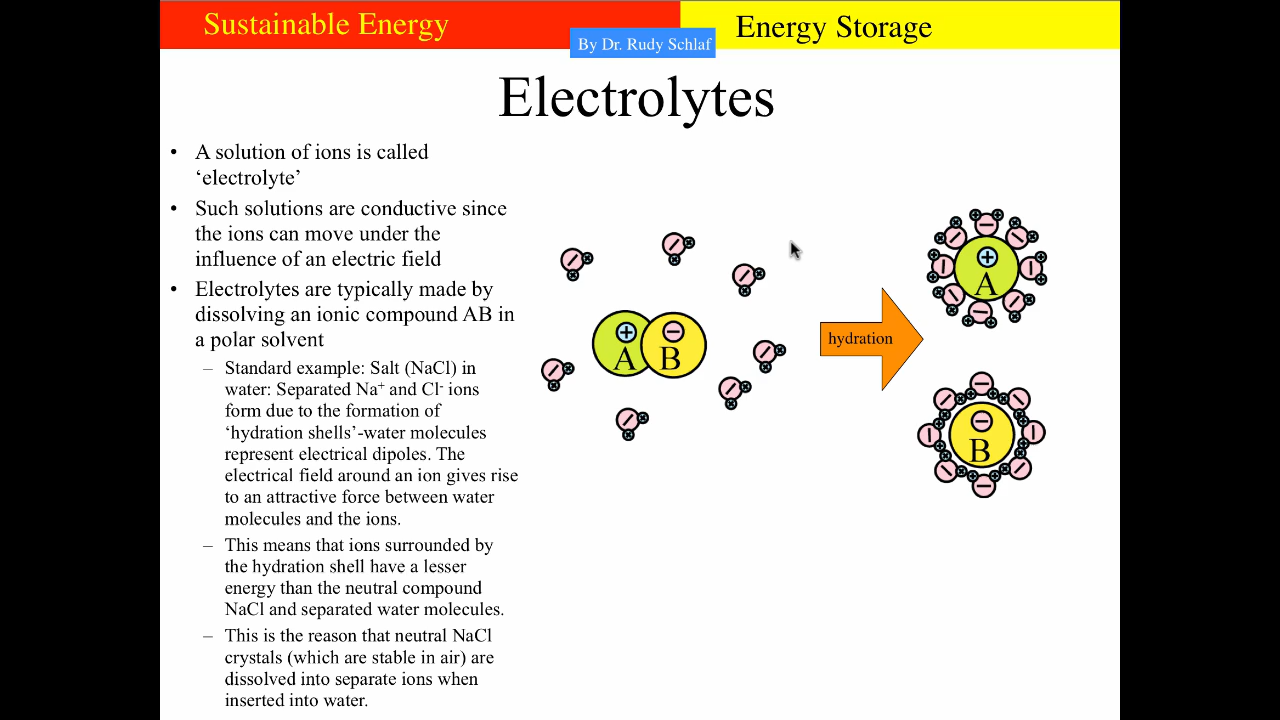 Sustainable Energy
Energy Storage
By Dr. Rudy Schlaf
Electrolytes
• A solution of ions is called
‘electrolyte’
• Such solutions are conductive since
the ions can move under the
influence of an electric field
• Electrolytes are typically made by
dissolving an ionic compound AB in
a polar solvent
– Standard example: Salt (NaCl) in
water: Separated Na⁺ and Cl⁻ ions
form due to the formation of
‘hydration shells’-water molecules
represent electrical dipoles. The
electrical field around an ion gives rise
to an attractive force between water
molecules and the ions.
– This means that ions surrounded by
the hydration shell have a lesser
energy than the neutral compound
NaCl and separated water molecules.
– This is the reason that neutral NaCl
crystals (which are stable in air) are
dissolved into separate ions when
inserted into water.
A B
hydration
A
B